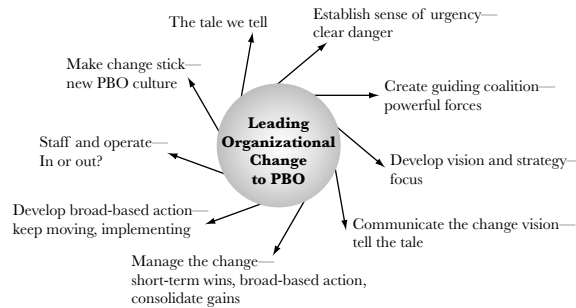 The tale we tell
Establish sense of urgency—
clear danger
Create guiding coalition—
powerful forces
Develop vision and strategy—
focus
Communicate the change vision—
tell the tale
Manage the change—
short-term wins, broad-based action,
consolidate gains
Develop broad-based action—
keep moving, implementing
Staff and operate—
In or out?
Make change stick—
new PBO culture
Leading
Organizational
Change
to PBO